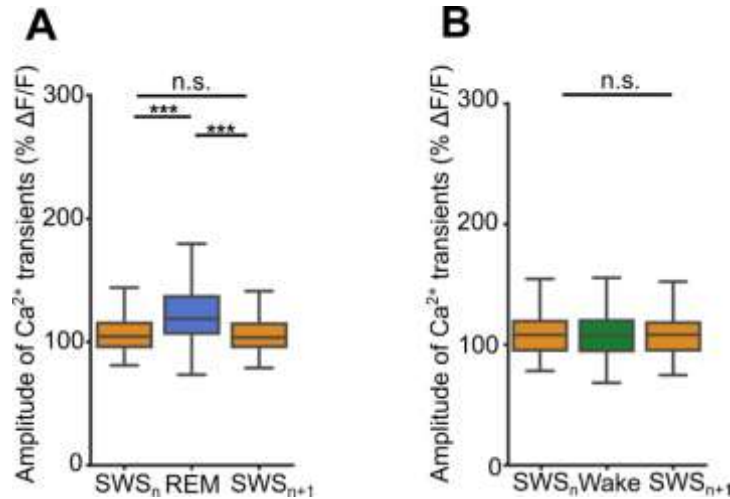 A
Amplitude of Ca²⁺ transients (% ΔF/F)
300
200
100
0
n.s.
*** ***
SWSₙ REM SWSₙ₊₁
B
Amplitude of Ca²⁺ transients (% ΔF/F)
300
200
100
0
n.s.
SWSₙ Wake SWSₙ₊₁